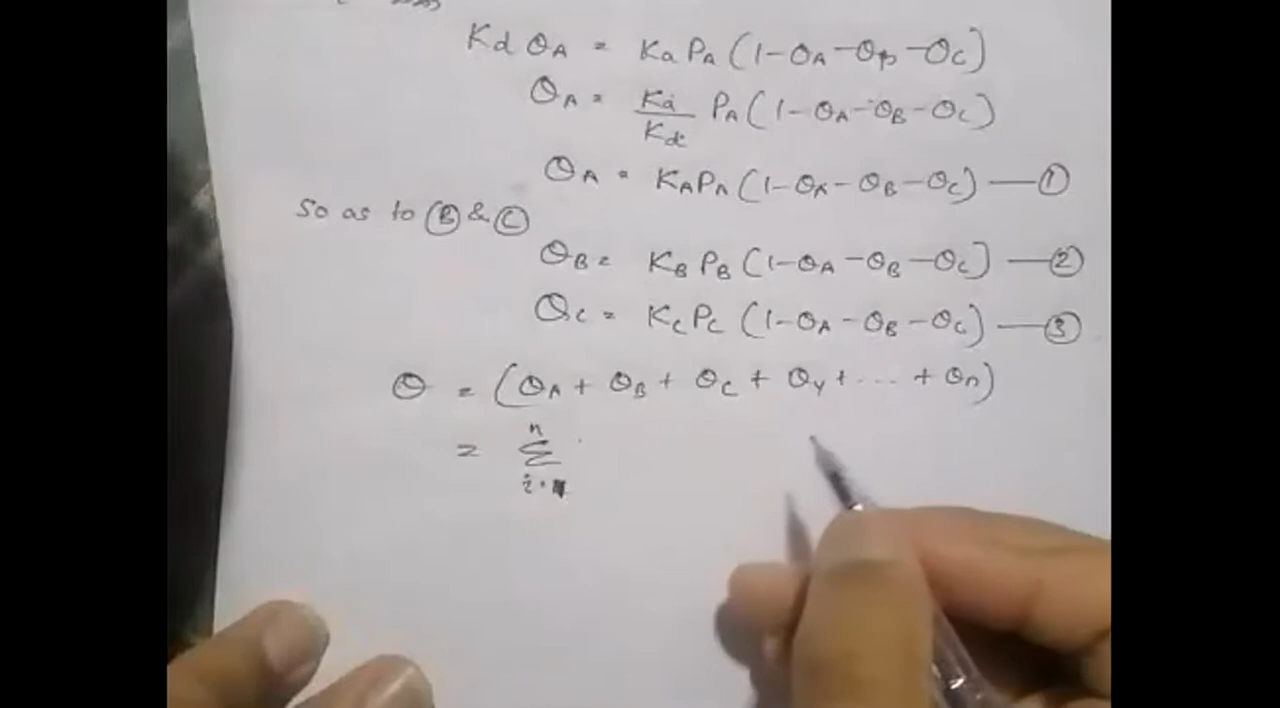 Kd θA = Ka PA (1-θA-θB-θC)
θA = Ka/Kd PA (1-θA-θB-θC)
θA = KAPA (1-θA-θB-θC) —①
So as to Ⓑ & Ⓒ
θB = KB PB (1-θA-θB-θC) —②
θC = KC PC (1-θA-θB-θC) —③
θ = (θA + θB + θC + θy + ... + θn)
= n Σ i =